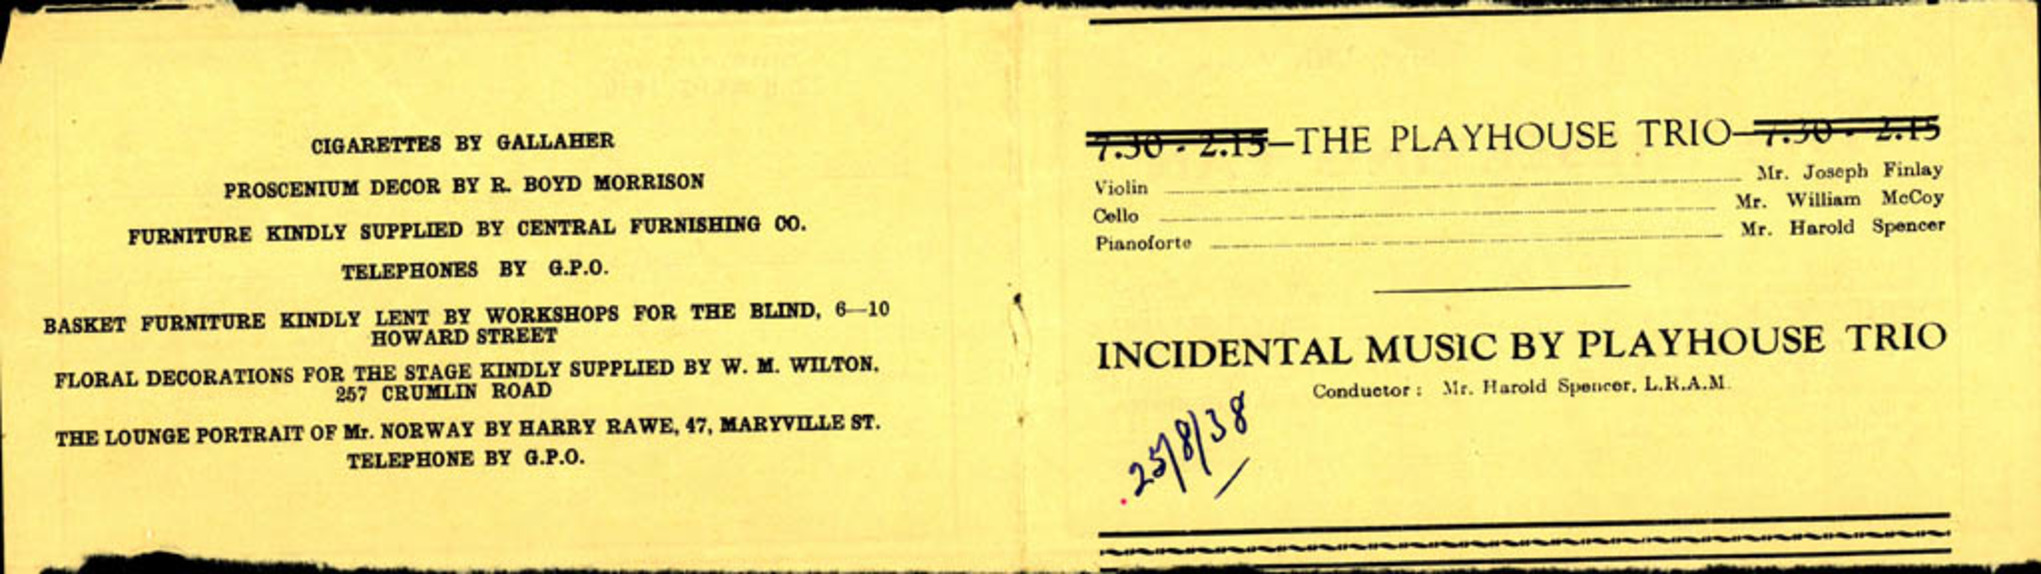 CIGARETTES BY GALLAHER
PROSCENIUM DECOR BY R. BOYD MORRISON
FURNITURE KINDLY SUPPLIED BY CENTRAL FURNISHING CO.
TELEPHONES BY G.P.O.
BASKET FURNITURE KINDLY LENT BY WORKSHOPS FOR THE BLIND, 6—10
HOWARD STREET
FLORAL DECORATIONS FOR THE STAGE KINDLY SUPPLIED BY W. M. WILTON,
257 CRUMLIN ROAD
THE LOUNGE PORTRAIT OF Mr. NORWAY BY HARRY RAWE, 47, MARYVILLE ST.
TELEPHONE BY G.P.O.
7.30 - 2.15—THE PLAYHOUSE TRIO—7.30 - 2.15
Violin Mr. Joseph Finlay
Cello Mr. William McCoy
Pianoforte Mr. Harold Spencer
INCIDENTAL MUSIC BY PLAYHOUSE TRIO
Conductor : Mr. Harold Spencer, L.R.A.M.
25/8/38